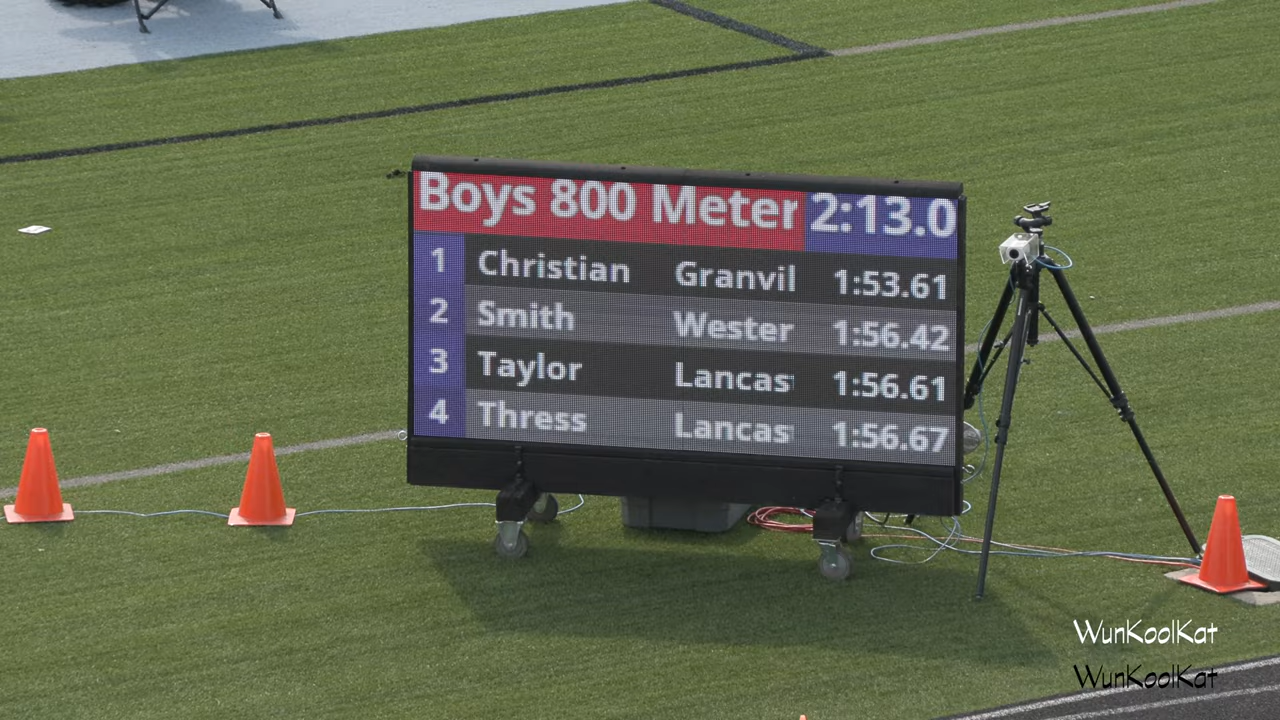 Boys 800 Meter 2:13.0
1 Christian Granvil 1:53.61
2 Smith Wester 1:56.42
3 Taylor Lancas 1:56.61
4 Thress Lancas 1:56.67
WunKoolKat
WunKoolKat